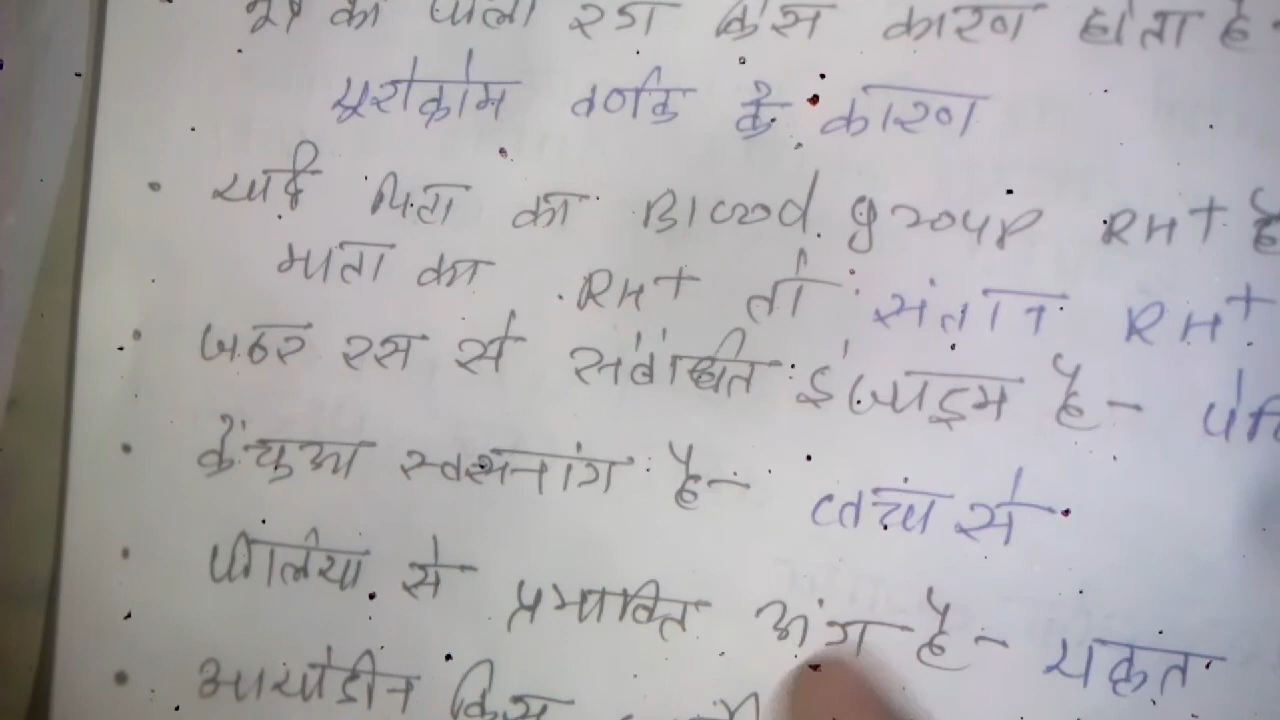 का पीला रंग किस कारण होता है
यूरोक्रोम वर्णक के कारण
यदि पिता का Blood group RH+ है
माता का RH+ तो संतान RH+
जठर रस से संबंधित इंजाइम है-
केंचुआ स्वसनांग है- त्वचा से
पीलिया से प्रभावित अंग है- यकृत
आयोडीन किस